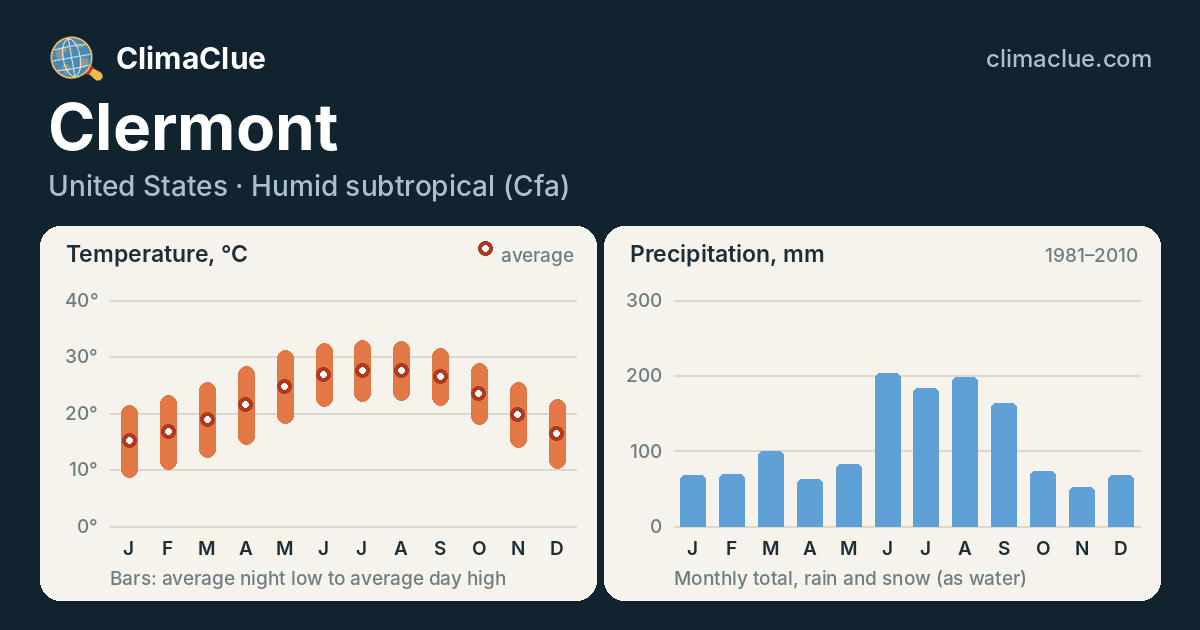 ClimaClue
climaclue.com
Clermont
United States · Humid subtropical (Cfa)
Temperature, °C
average
40°
30°
20°
10°
0°
J F M A M J J A S O N D
Bars: average night low to average day high
Precipitation, mm
1981–2010
300
200
100
0
J F M A M J J A S O N D
Monthly total, rain and snow (as water)